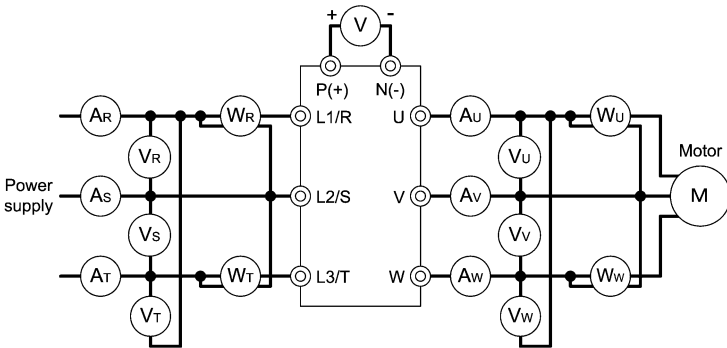 + V -
P(+) N(-)
AR WR L1/R U AU WU
VR VU
Motor
Power supply
AS L2/S V AV M
VS VV
AT WT L3/T W AW WW
VT VW